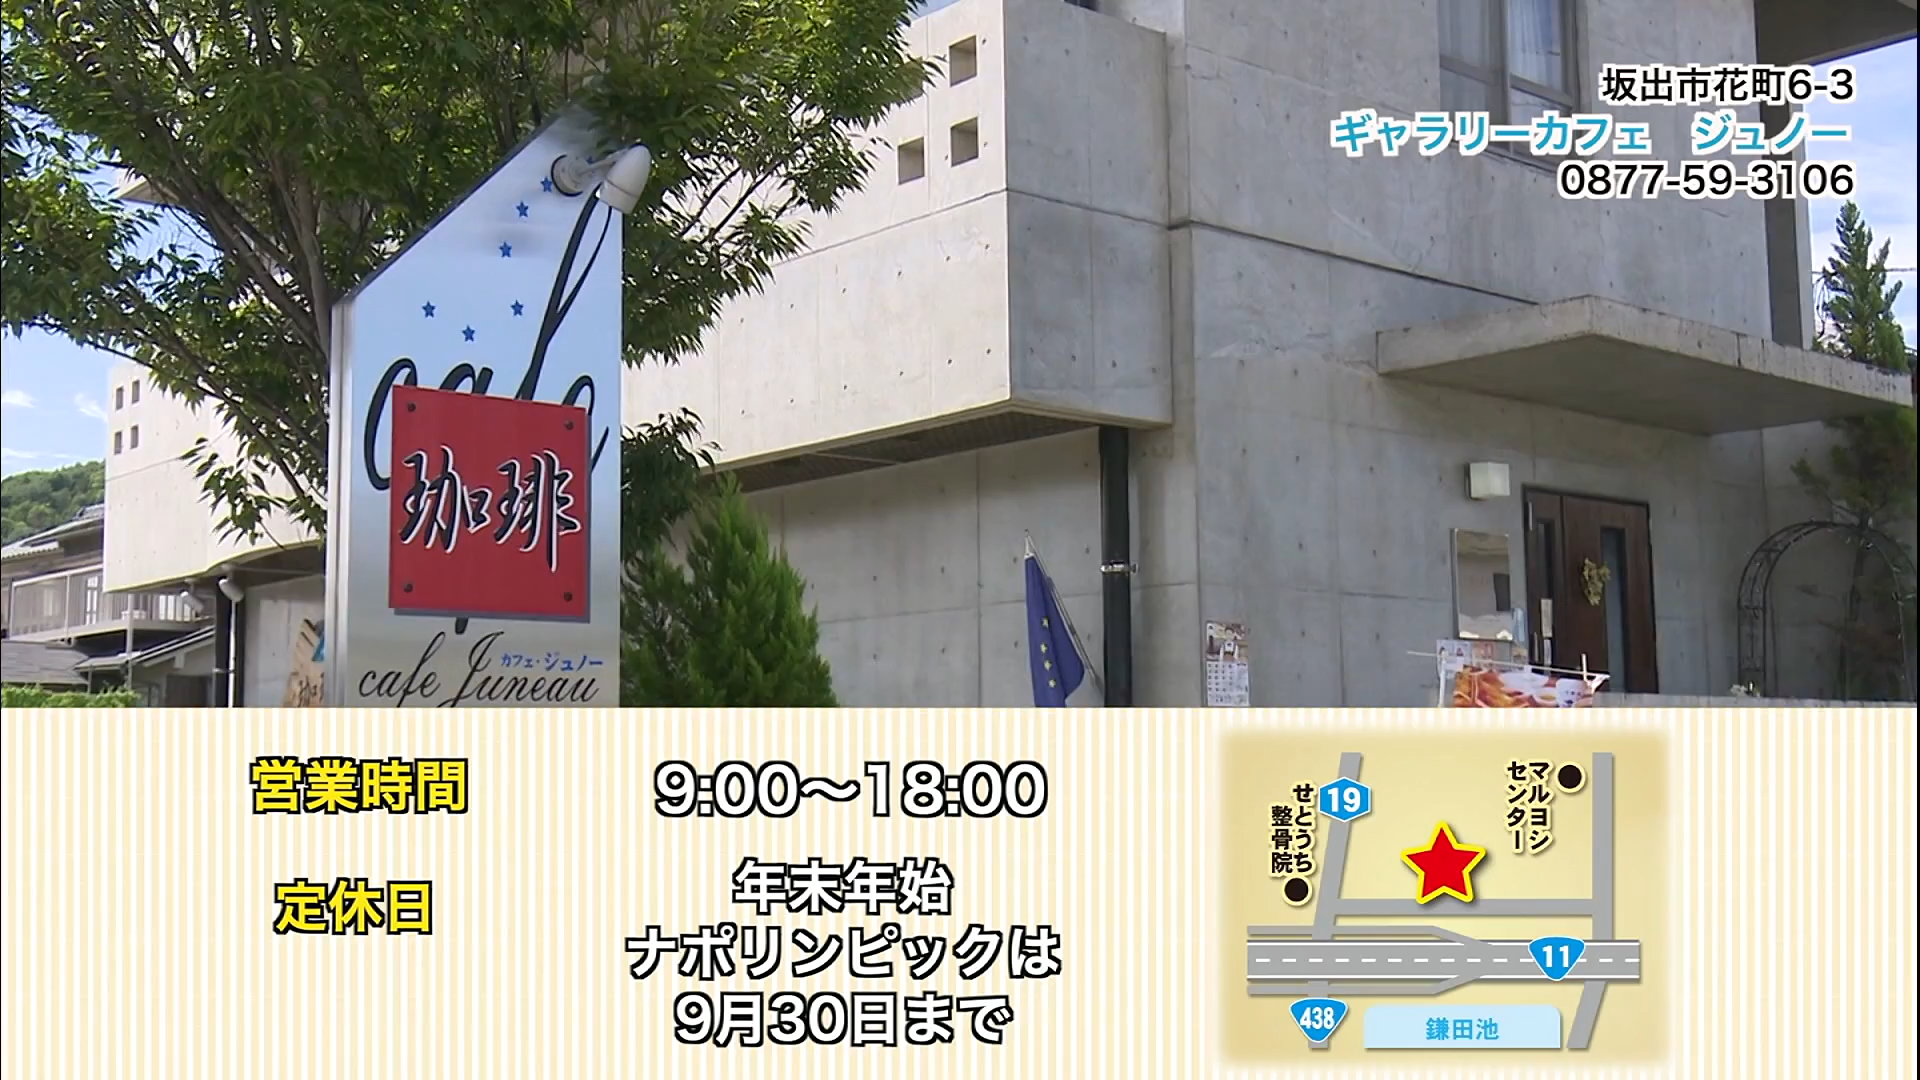 坂出市花町6-3
ギャラリーカフェ　ジュノー
0877-59-3106
cafe
珈琲
カフェ・ジュノー
cafe Juneau
営業時間
9:00〜18:00
定休日
年末年始
ナポリンピックは
9月30日まで
19
せとうち
整骨院
マルヨシ
センター
11
438
鎌田池